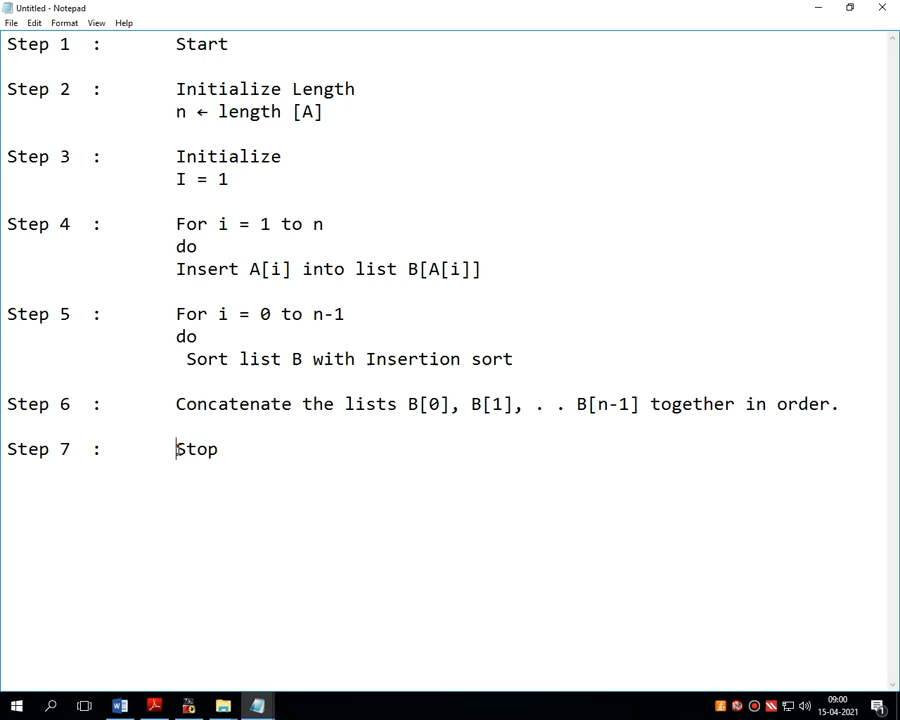 Untitled - Notepad
File Edit Format View Help
Step 1 : Start
Step 2 : Initialize Length
n ← length [A]
Step 3 : Initialize
I = 1
Step 4 : For i = 1 to n
do
Insert A[i] into list B[A[i]]
Step 5 : For i = 0 to n-1
do
Sort list B with Insertion sort
Step 6 : Concatenate the lists B[0], B[1], . . B[n-1] together in order.
Step 7 : Stop
09:00
15-04-2021
1